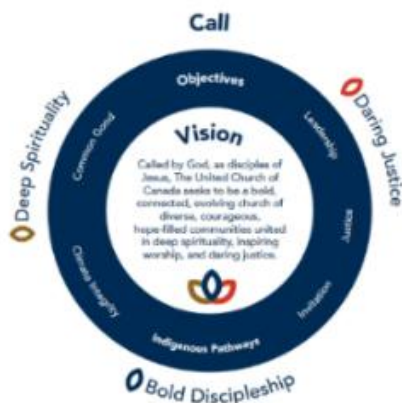 Call
Objectives
Leadership
Justice
Invitation
Indigenous Pathways
Climate Integrity
Common Good
Vision
Called by God, as disciples of
Jesus, The United Church of
Canada seeks to be a bold,
connected, evolving church of
diverse, courageous,
hope-filled communities united
in deep spirituality, inspiring
worship, and daring justice.
Deep Spirituality
Daring Justice
Bold Discipleship